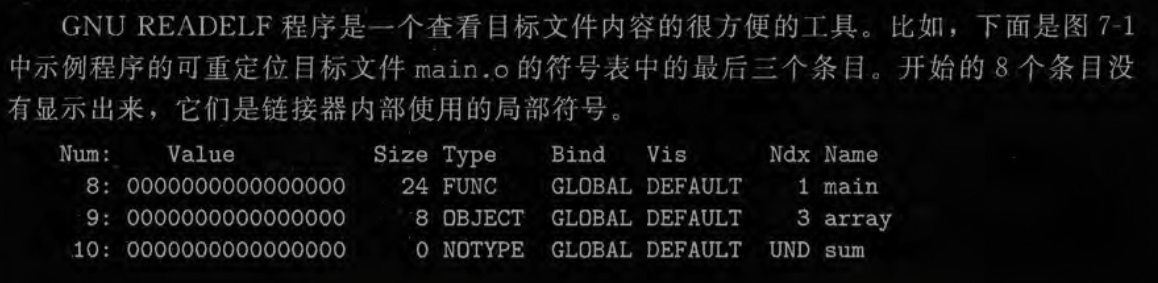 GNU READELF 程序是一个查看目标文件内容的很方便的工具。比如，下面是图 7-1
中示例程序的可重定位目标文件 main.o 的符号表中的最后三个条目。开始的 8 个条目没
有显示出来，它们是链接器内部使用的局部符号。
Num: Value Size Type Bind Vis Ndx Name
8: 0000000000000000 24 FUNC GLOBAL DEFAULT 1 main
9: 0000000000000000 8 OBJECT GLOBAL DEFAULT 3 array
10: 0000000000000000 0 NOTYPE GLOBAL DEFAULT UND sum